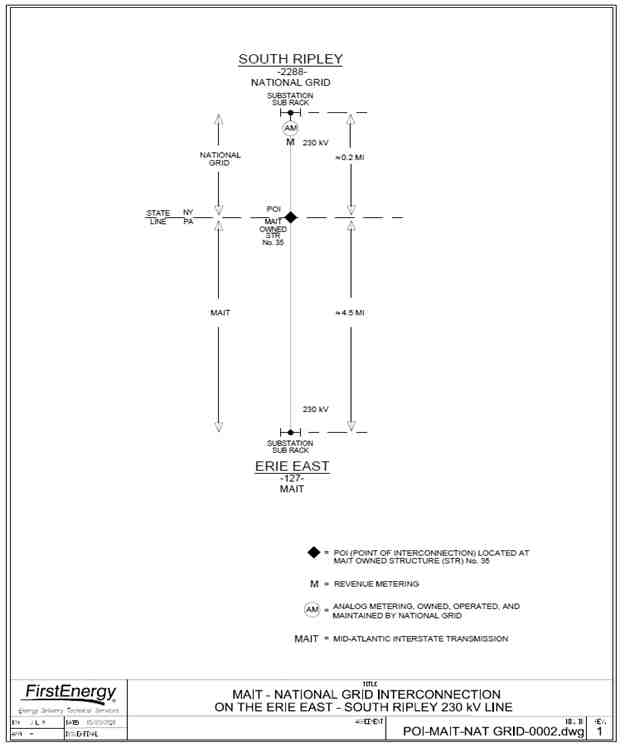 SOUTH RIPLEY
-2288-
NATIONAL GRID
SUBSTATION
SUB RACK
AM
M 230 kV
NATIONAL
GRID
≈0.2 MI
STATE NY
LINE PA
POI
MAIT
OWNED
STR
No. 35
MAIT
≈4.5 MI
230 kV
SUBSTATION
SUB RACK
ERIE EAST
-127-
MAIT
= POI (POINT OF INTERCONNECTION) LOCATED AT
MAIT OWNED STRUCTURE (STR) No. 35
M = REVENUE METERING
AM = ANALOG METERING, OWNED, OPERATED, AND
MAINTAINED BY NATIONAL GRID
MAIT = MID-ATLANTIC INTERSTATE TRANSMISSION
FirstEnergy
Energy Delivery Technical Services
TITLE
MAIT - NATIONAL GRID INTERCONNECTION
ON THE ERIE EAST - SOUTH RIPLEY 230 kV LINE
DATED
POI-MAIT-NAT GRID-0002.dwg
REV.
1